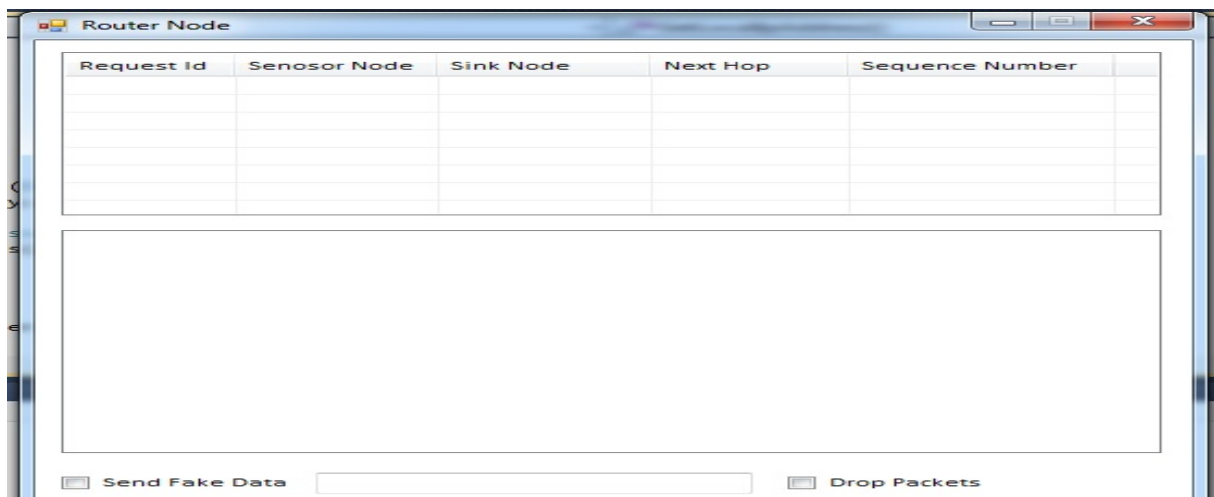 Router Node
Request Id Senosor Node Sink Node Next Hop Sequence Number
Send Fake Data Drop Packets